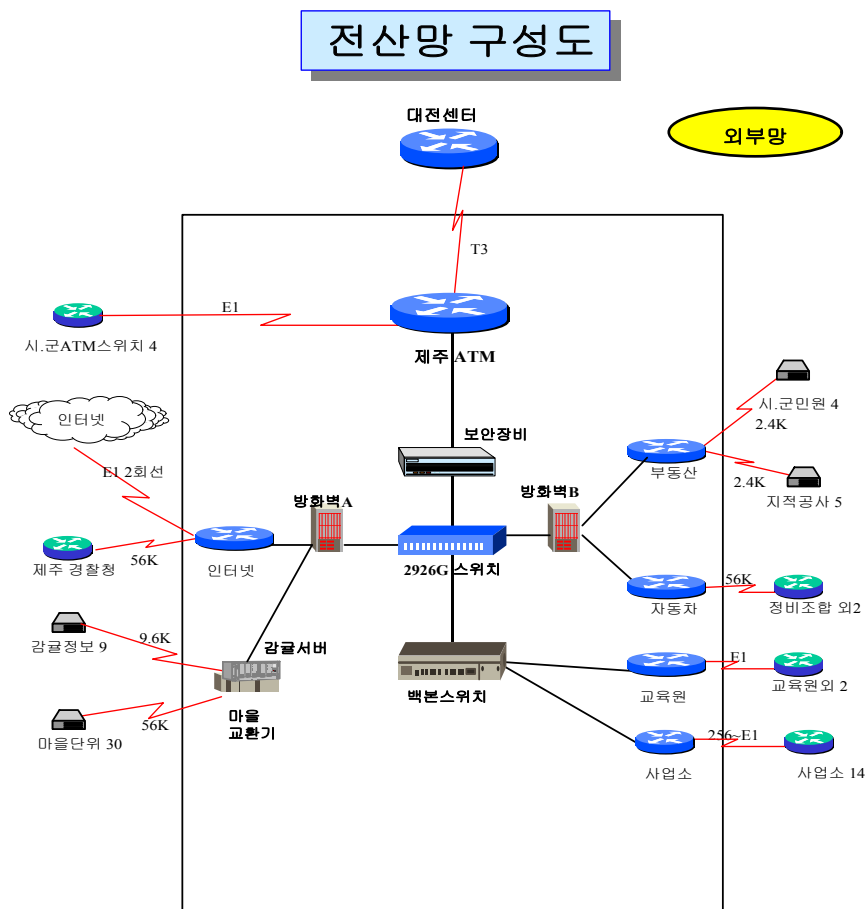 전산망 구성도
대전센터
외부망
T3
E1
시.군ATM스위치 4
제주 ATM
인터넷
시.군민원 4
2.4K
보안장비
부동산
E1 2회선
2.4K
지적공사 5
방화벽A
방화벽B
56K
제주 경찰청
인터넷
2926G 스위치
56K
자동차
정비조합 외2
9.6K
감귤정보 9
감귤서버
E1
백본스위치
교육원
교육원외 2
마을
교환기
56K
마을단위 30
256~E1
사업소
사업소 14